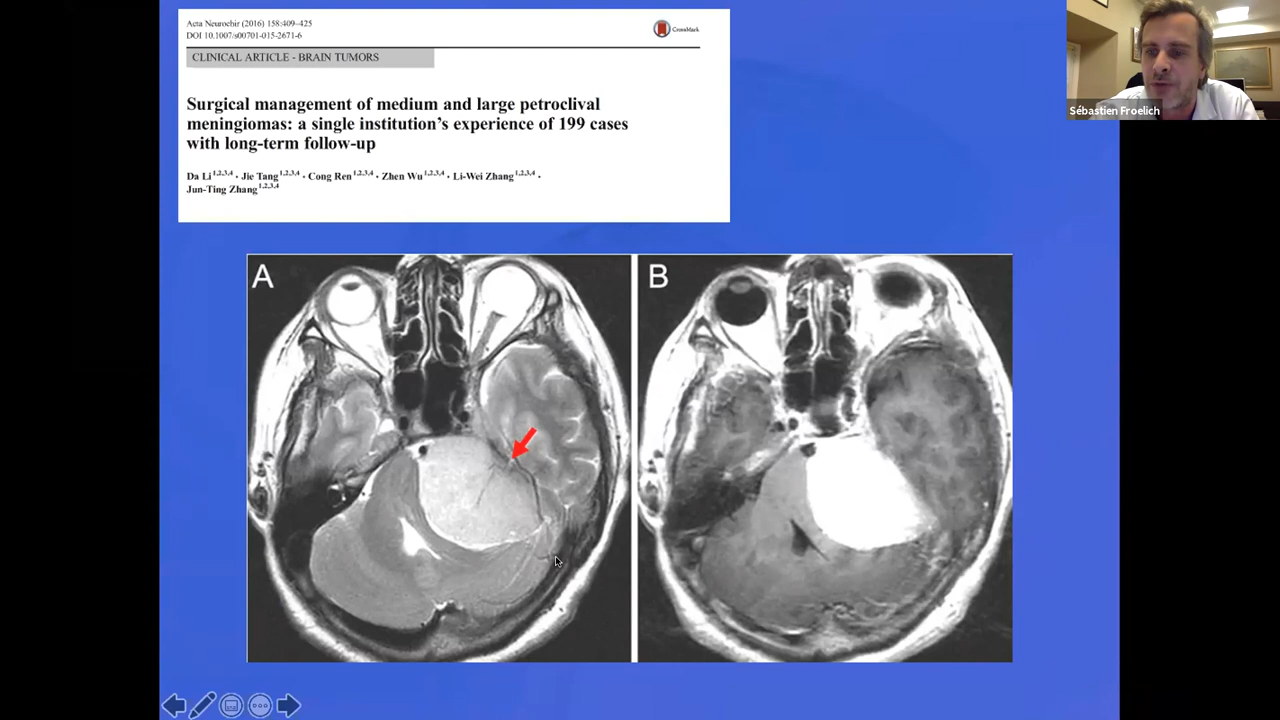 Acta Neurochir (2016) 158:409–425
DOI 10.1007/s00701-015-2671-6
CrossMark
CLINICAL ARTICLE - BRAIN TUMORS
Surgical management of medium and large petroclival
meningiomas: a single institution's experience of 199 cases
with long-term follow-up
Da Li1,2,3,4 · Jie Tang1,2,3,4 · Cong Ren1,2,3,4 · Zhen Wu1,2,3,4 · Li-Wei Zhang1,2,3,4 ·
Jun-Ting Zhang1,2,3,4
Sébastien Froelich
A
B